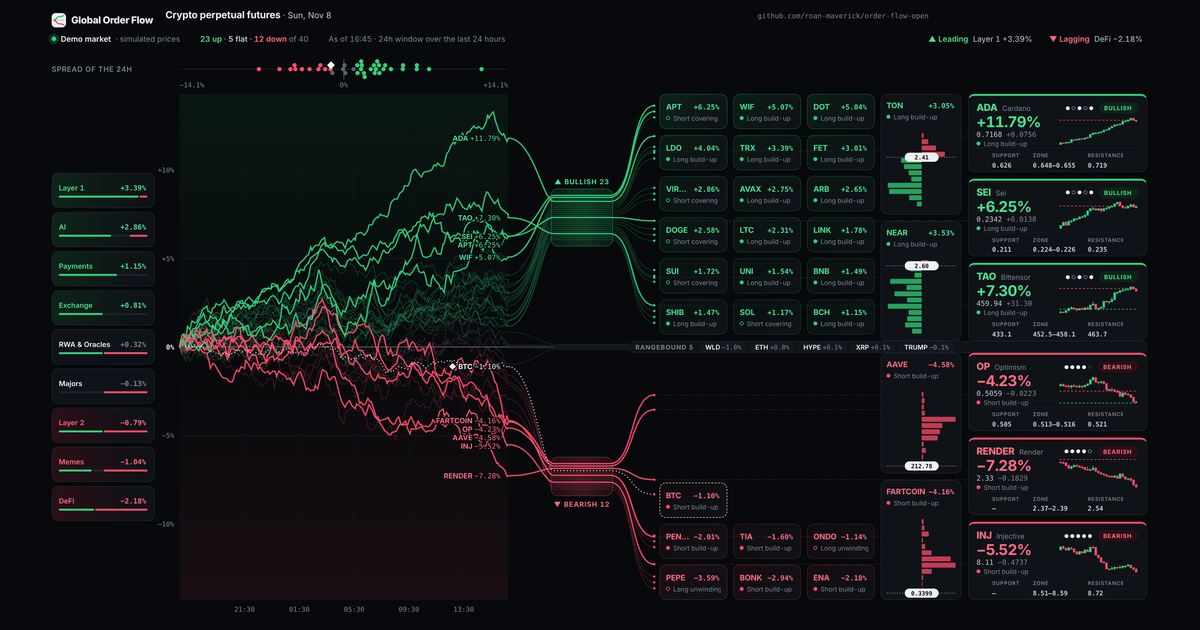 Global Order Flow
Crypto perpetual futures · Sun, Nov 8
github.com/roan-maverick/order-flow-open
Demo market · simulated prices
23 up · 5 flat · 12 down of 40
As of 16:45 · 24h window over the last 24 hours
▲ Leading Layer 1 +3.39%
▼ Lagging DeFi −2.18%
SPREAD OF THE 24H
−14.1%
0%
+14.1%
+10%
+5%
0%
−5%
−10%
Layer 1 +3.39%
AI +2.86%
Payments +1.15%
Exchange +0.81%
RWA & Oracles +0.32%
Majors −0.13%
Layer 2 −0.79%
Memes −1.04%
DeFi −2.18%
ADA +11.79%
TAO +7.30%
SEI +6.25%
APT +6.25%
WIF +5.07%
BTC −1.10%
FARTCOIN −4.16%
OP −4.23%
AAVE −4.58%
INJ −5.52%
RENDER −7.28%
21:30
01:30
05:30
09:30
13:30
▲ BULLISH 23
▼ BEARISH 12
APT +6.25%
Short covering
WIF +5.07%
Long build-up
DOT +5.04%
Long build-up
LDO +4.04%
Long build-up
TRX +3.39%
Long build-up
FET +3.01%
Long build-up
VIR… +2.86%
Short covering
AVAX +2.75%
Long build-up
ARB +2.65%
Long build-up
DOGE +2.58%
Short covering
LTC +2.31%
Long build-up
LINK +1.78%
Long build-up
SUI +1.72%
Long build-up
UNI +1.54%
Long build-up
BNB +1.49%
Long build-up
SHIB +1.47%
Long build-up
SOL +1.17%
Short covering
BCH +1.15%
Long build-up
RANGEBOUND 5
WLD −1.0%
ETH +0.8%
HYPE +0.1%
XRP +0.1%
TRUMP −0.1%
BTC −1.10%
Short build-up
PEN… −2.01%
Short build-up
TIA −1.60%
Short build-up
ONDO −1.14%
Long unwinding
PEPE −3.59%
Long unwinding
BONK −2.94%
Short build-up
ENA −2.18%
Short build-up
TON +3.05%
Long build-up
2.41
NEAR +3.53%
Long build-up
2.60
AAVE −4.58%
Short build-up
212.78
FARTCOIN −4.16%
Short build-up
0.3399
ADA Cardano
BULLISH
+11.79%
0.7168 +0.0756
Long build-up
SUPPORT ZONE RESISTANCE
0.626 0.648–0.655 0.719
SEI Sei
BULLISH
+6.25%
0.2342 +0.0138
Long build-up
SUPPORT ZONE RESISTANCE
0.211 0.224–0.226 0.235
TAO Bittensor
BULLISH
+7.30%
459.94 +31.30
Long build-up
SUPPORT ZONE RESISTANCE
433.1 452.5–458.1 463.7
OP Optimism
BEARISH
−4.23%
0.5059 −0.0223
Short build-up
SUPPORT ZONE RESISTANCE
0.505 0.513–0.516 0.521
RENDER Render
BEARISH
−7.28%
2.33 −0.1829
Short build-up
SUPPORT ZONE RESISTANCE
– 2.37–2.39 2.54
INJ Injective
BEARISH
−5.52%
8.11 −0.4737
Short build-up
SUPPORT ZONE RESISTANCE
– 8.51–8.59 8.72